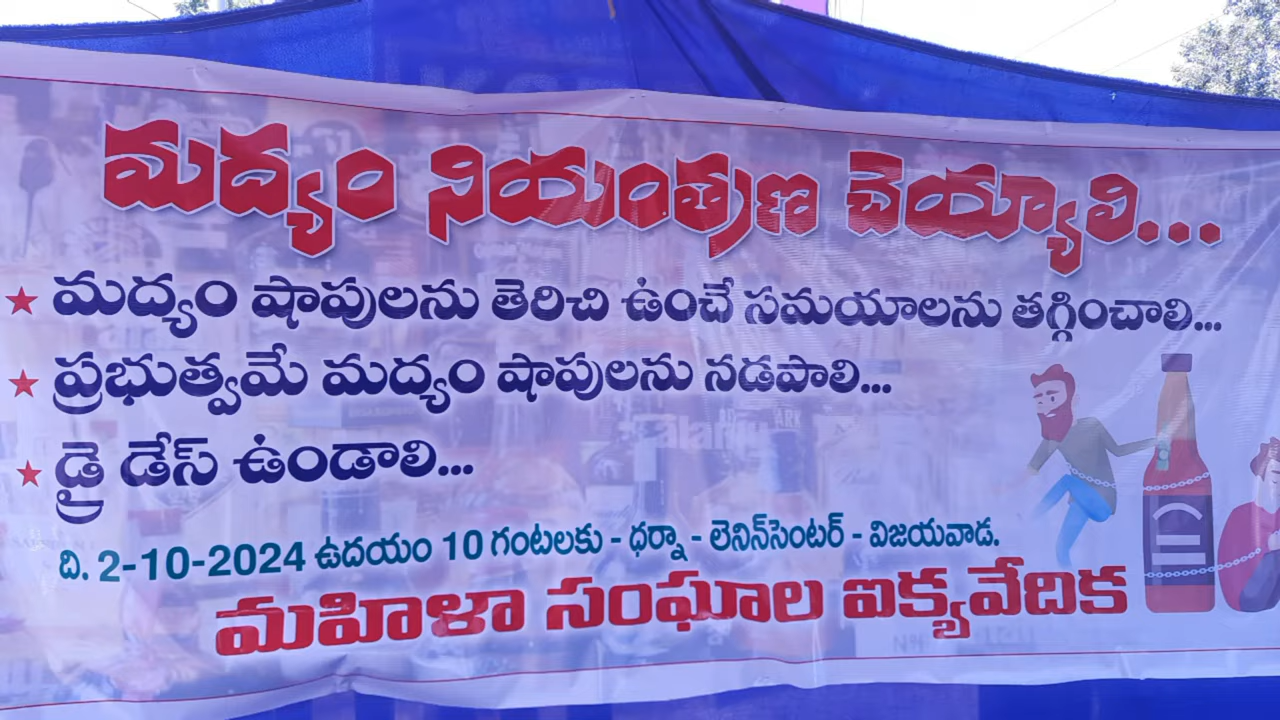 మద్యం నియంత్రణ చెయ్యాలి...
★ మద్యం షాపులను తెరిచి ఉంచే సమయాలను తగ్గించాలి...
★ ప్రభుత్వమే మద్యం షాపులను నడపాలి...
★ డ్రై డేస్ ఉండాలి...
ది. 2-10-2024 ఉదయం 10 గంటలకు - ధర్నా - లెనిన్‌సెంటర్ - విజయవాడ.
మహిళా సంఘాల ఐక్యవేదిక